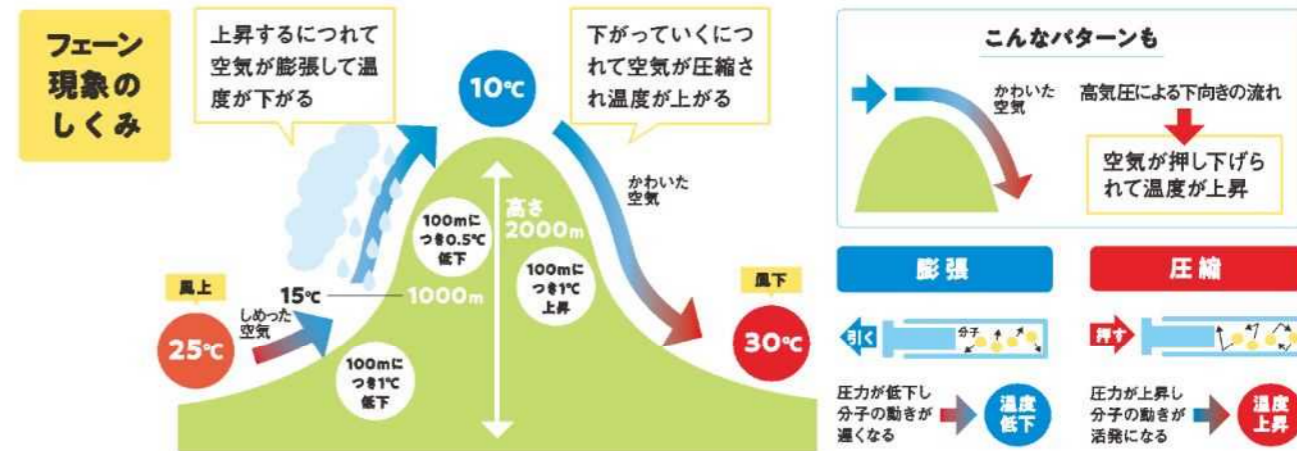 フェーン
現象の
しくみ
上昇するにつれて
空気が膨張して温
度が下がる
10℃
下がっていくにつ
れて空気が圧縮さ
れ温度が上がる
かわいた
空気
高さ
2000m
100mに
つき0.5℃
低下
100mに
つき1℃
上昇
風上
15℃
1000m
しめった
空気
25℃
100mに
つき1℃
低下
風下
30℃
こんなパターンも
かわいた
空気
高気圧による下向きの流れ
空気が押し下げら
れて温度が上昇
膨張
引く
分子
圧力が低下し
分子の動きが
遅くなる
温度
低下
圧縮
押す
圧力が上昇し
分子の動きが
活発になる
温度
上昇